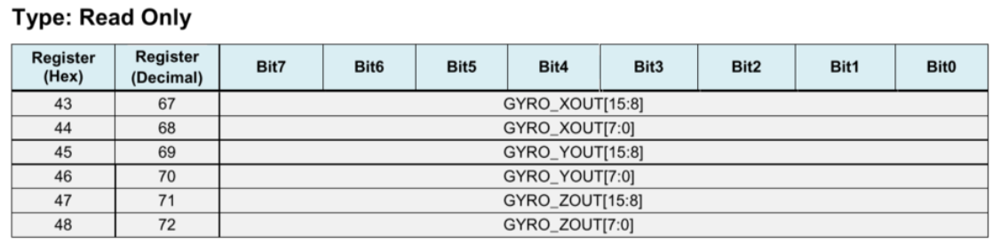 Type: Read Only
Register (Hex) Register (Decimal) Bit7 Bit6 Bit5 Bit4 Bit3 Bit2 Bit1 Bit0
43 67 GYRO_XOUT[15:8]
44 68 GYRO_XOUT[7:0]
45 69 GYRO_YOUT[15:8]
46 70 GYRO_YOUT[7:0]
47 71 GYRO_ZOUT[15:8]
48 72 GYRO_ZOUT[7:0]